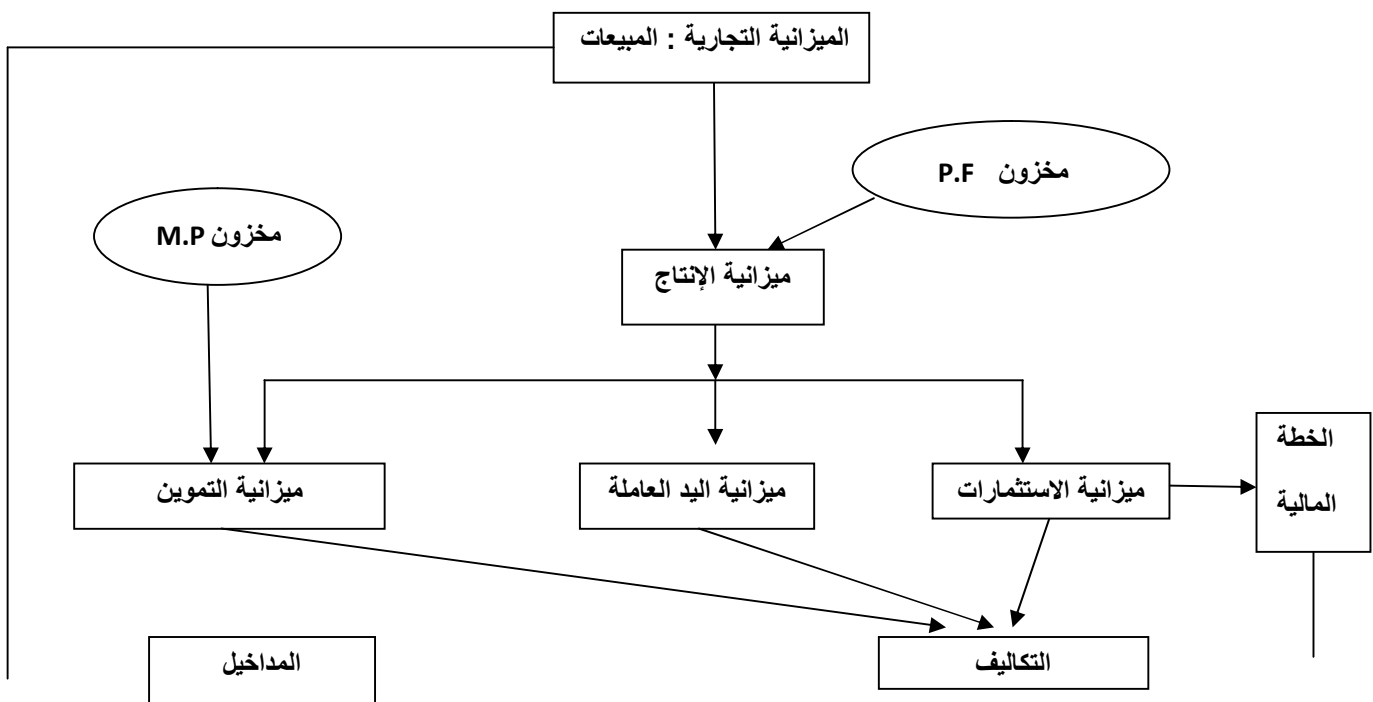 الميزانية التجارية : المبيعات
مخزون P.F
مخزون M.P
ميزانية الإنتاج
الخطة
المالية
ميزانية الاستثمارات
ميزانية اليد العاملة
ميزانية التموين
التكاليف
المداخيل